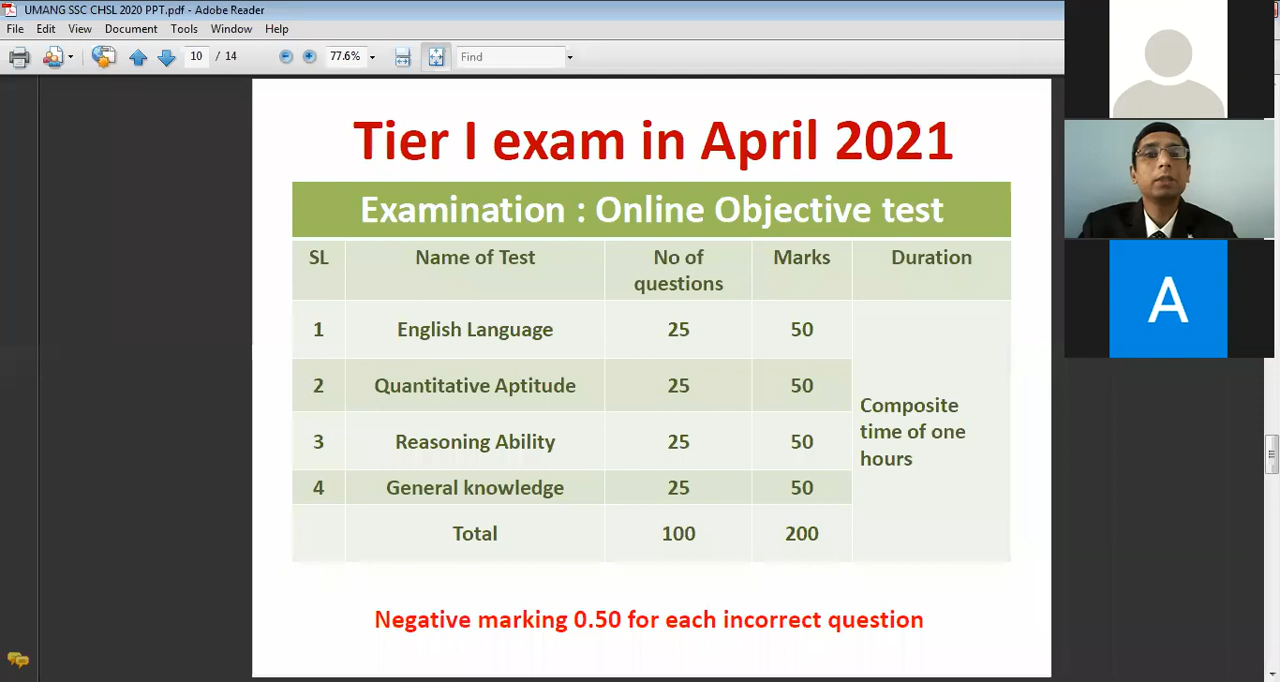 UMANG SSC CHSL 2020 PPT.pdf - Adobe Reader
File Edit View Document Tools Window Help
10 / 14 77.6% Find
Tier I exam in April 2021
Examination : Online Objective test
SL Name of Test No of questions Marks Duration
1 English Language 25 50
2 Quantitative Aptitude 25 50
3 Reasoning Ability 25 50
4 General knowledge 25 50
Total 100 200
Composite
time of one
hours
Negative marking 0.50 for each incorrect question
A